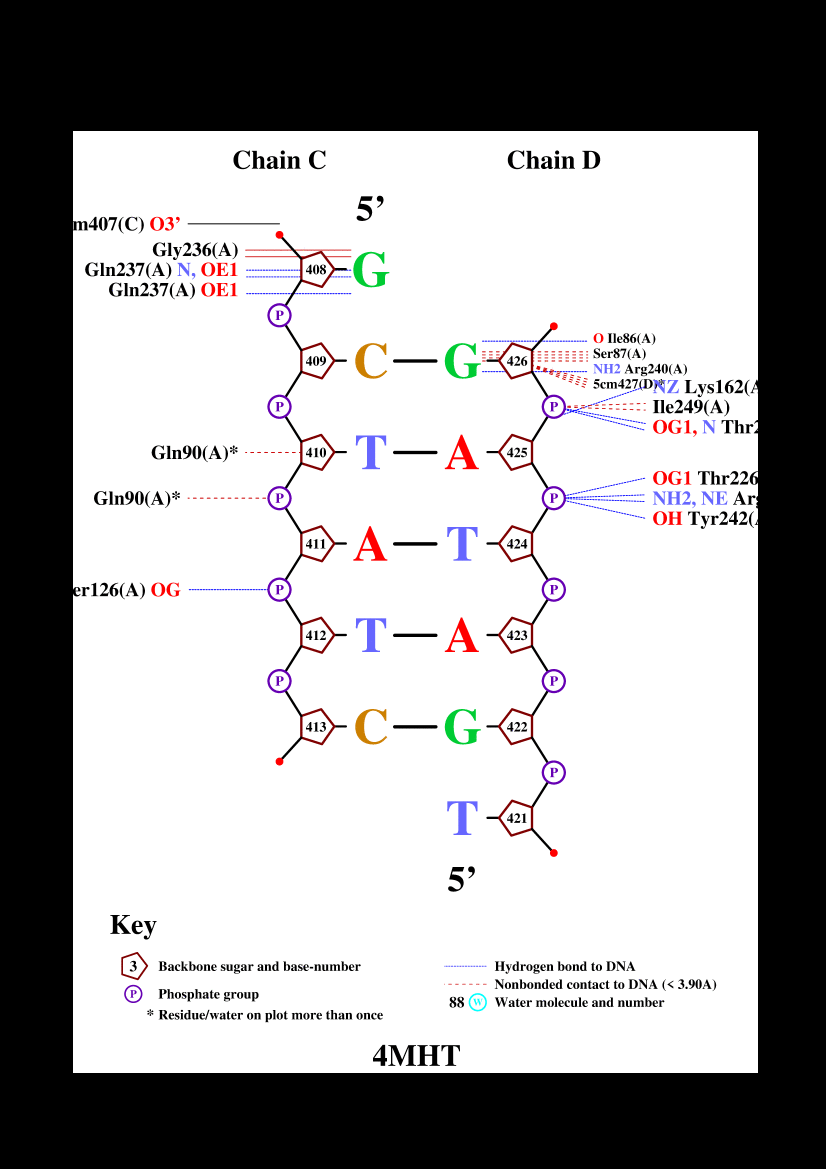 Chain C Chain D
5’
m407(C) O3’
Gly236(A)
Gln237(A) N, OE1
408 G
Gln237(A) OE1
P
O Ile86(A)
Ser87(A)
409 C G 426
NH2 Arg240(A)
5cm427(D)*
NZ Lys162(A
P P Ile249(A)
OG1, N Thr2
Gln90(A)* 410 T A 425
OG1 Thr226
Gln90(A)* P P NH2, NE Arg
OH Tyr242(A
411 A T 424
er126(A) OG P P
412 T A 423
P P
413 C G 422
P
T 421
5’
Key
3 Backbone sugar and base-number
P Phosphate group
* Residue/water on plot more than once
Hydrogen bond to DNA
Nonbonded contact to DNA (< 3.90A)
88 W Water molecule and number
4MHT